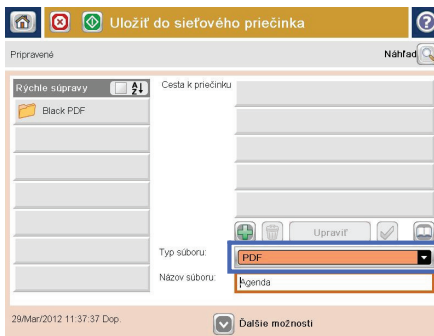 Uložiť do sieťového priečinka
Pripravené
Náhľad
Rýchle súpravy
Cesta k priečinku
Black PDF
Upraviť
Typ súboru:
PDF
Názov súboru:
Agenda
29/Mar/2012 11:37:37 Dop.
Ďalšie možnosti